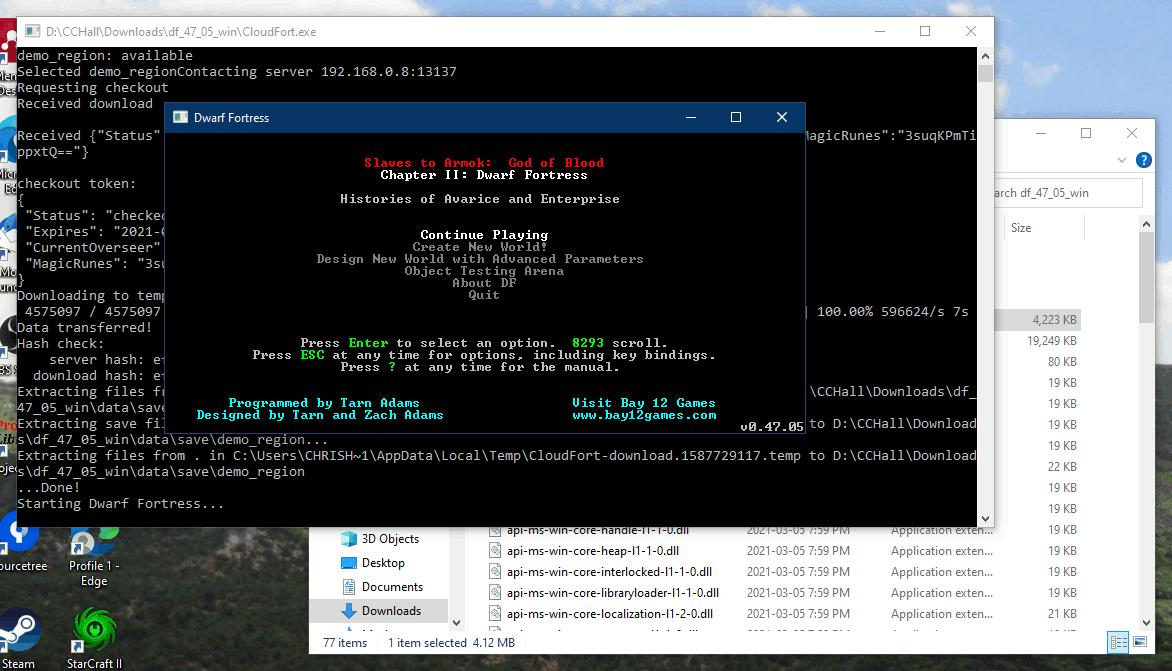 D:\CCHall\Downloads\df_47_05_win\CloudFort.exe
demo_region: available
Selected demo_regionContacting server 192.168.0.8:13137
Requesting checkout
Received download
Received {"Status"
MagicRunes":"3suqKPmTi
ppxtQ=="}
checkout token:
{
"Status": "checked
"Expires": "2021-0
"CurrentOverseer"
"MagicRunes": "3su
}
Downloading to temp
4575097 / 4575097
100.00% 596624/s 7s
Data transferred!
Hash check:
server hash:
download hash:
Extracting files
\CCHall\Downloads\df_
47_05_win\data\save
Extracting save
to D:\CCHall\Download
s\df_47_05_win\data\save\demo_region...
Extracting files from . in C:\Users\CHRISH~1\AppData\Local\Temp\CloudFort-download.1587729117.temp to D:\CCHall\Download
s\df_47_05_win\data\save\demo_region
...Done!
Starting Dwarf Fortress...
Dwarf Fortress
Slaves to Armok: God of Blood
Chapter II: Dwarf Fortress
Histories of Avarice and Enterprise
Continue Playing
Create New World!
Design New World with Advanced Parameters
Object Testing Arena
About DF
Quit
Press Enter to select an option. 8293 scroll.
Press ESC at any time for options, including key bindings.
Press ? at any time for the manual.
Programmed by Tarn Adams
Designed by Tarn and Zach Adams
Visit Bay 12 Games
www.bay12games.com
v0.47.05
?
arch df_47_05_win
Size
4,223 KB
19,249 KB
80 KB
19 KB
19 KB
19 KB
19 KB
22 KB
19 KB
19 KB
3D Objects
Desktop
Documents
Downloads
api-ms-win-core-handle-l1-1-0.dll 2021-03-05 7:59 PM Application exten... 19 KB
api-ms-win-core-heap-l1-1-0.dll 2021-03-05 7:59 PM Application exten... 19 KB
api-ms-win-core-interlocked-l1-1-0.dll 2021-03-05 7:59 PM Application exten... 19 KB
api-ms-win-core-libraryloader-l1-1-0.dll 2021-03-05 7:59 PM Application exten... 19 KB
api-ms-win-core-localization-l1-2-0.dll 2021-03-05 7:59 PM Application exten... 21 KB
77 items 1 item selected 4.12 MB
ourcetree
Profile 1 -
Edge
Steam
StarCraft II